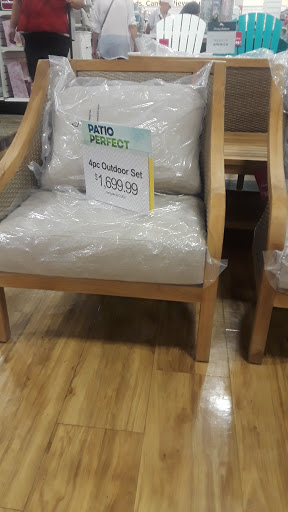 PATIO
PERFECT
4pc Outdoor Set
$1,699.99